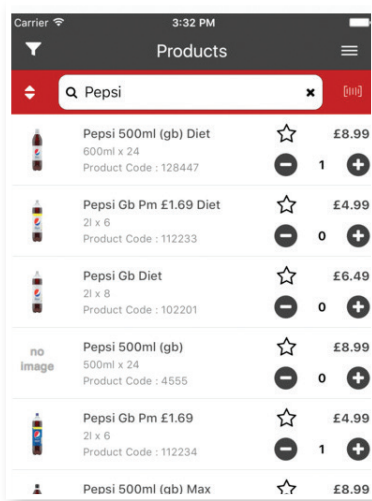 Carrier 3:32 PM
Products
Pepsi
Pepsi 500ml (gb) Diet £8.99
600ml x 24
Product Code : 128447 1
Pepsi Gb Pm £1.69 Diet £4.99
2l x 6
Product Code : 112233 0
Pepsi Gb Diet £6.49
2l x 8
Product Code : 102201 0
no image
Pepsi 500ml (gb) £8.99
500ml x 24
Product Code : 4555 0
Pepsi Gb Pm £1.69 £4.99
2l x 6
Product Code : 112234 1
Pepsi 500ml (gb) Max £8.99